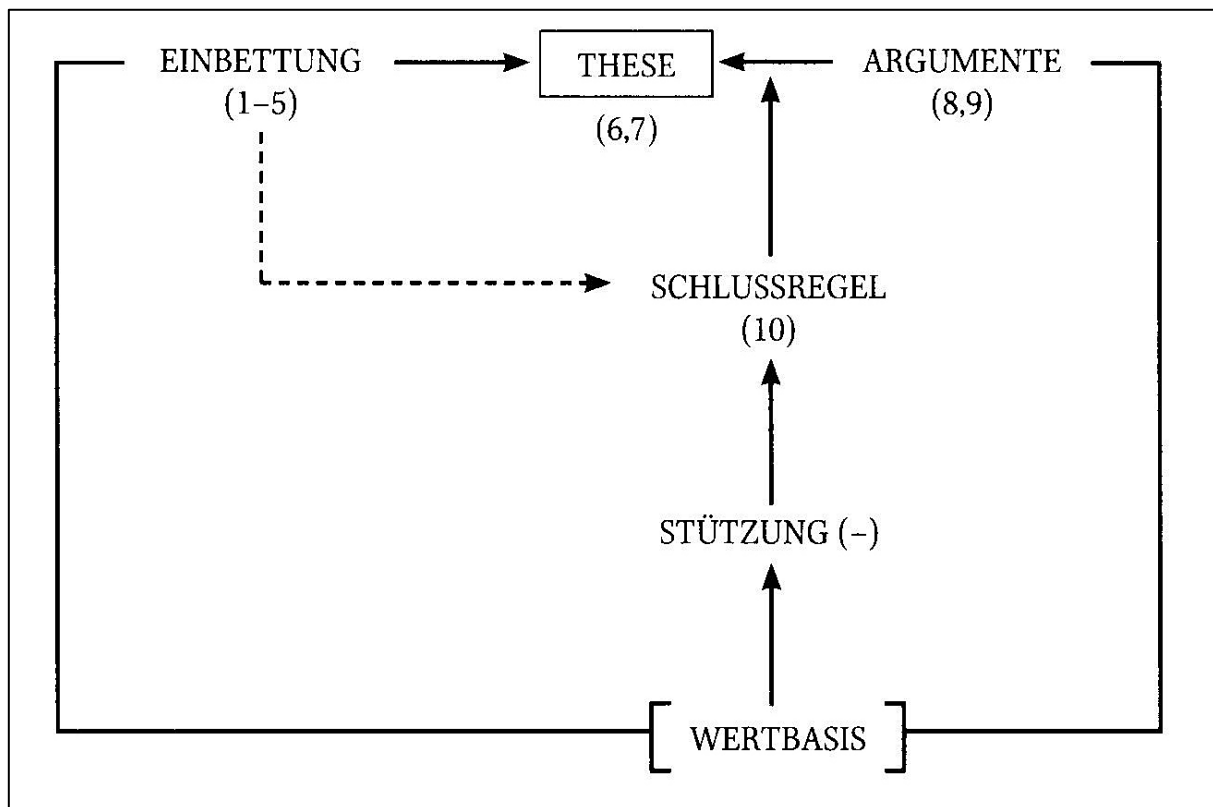 EINBETTUNG
(1–5)
THESE
(6,7)
ARGUMENTE
(8,9)
SCHLUSSREGEL
(10)
STÜTZUNG (–)
WERTBASIS